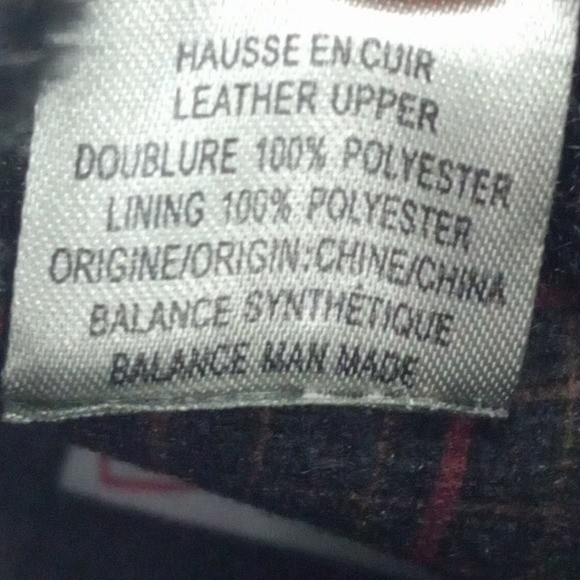 HAUSSE EN CUIR
LEATHER UPPER
DOUBLURE 100% POLYESTER
LINING 100% POLYESTER
ORIGINE/ORIGIN:CHINE/CHINA
BALANCE SYNTHÉTIQUE
BALANCE MAN MADE